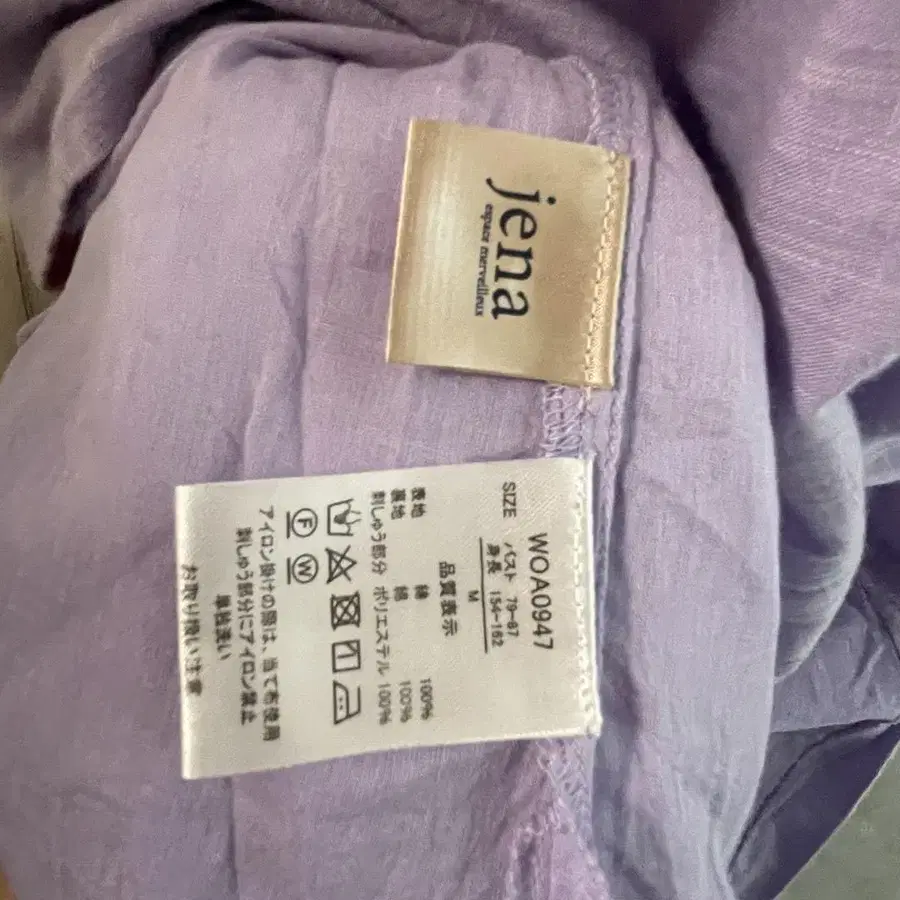 jena
espace merveilleux
WOA0947
SIZE バスト 79-87
身長 154-162
M
品質表示
表地 綿 100%
裏地 綿 100%
刺しゅう部分 ポリエステル 100%
F W
アイロン掛けの際は、当て布使用
刺しゅう部分にアイロン禁止
単独洗い
お取り扱い注意